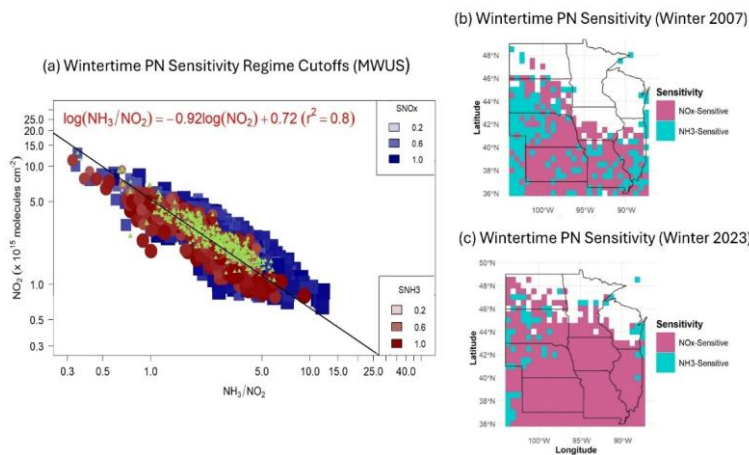 (a) Wintertime PN Sensitivity Regime Cutoffs (MWUS)
log(NH₃/NO₂) = −0.92log(NO₂) + 0.72 (r² = 0.8)
SNOx
0.2
0.6
1.0
SNH3
0.2
0.6
1.0
NO₂ (x 10¹⁵ molecules cm⁻²)
25.0
20.0
15.0
10.0
5.0
1.0
0.5
0.3
0.3 0.5 1.0 5.0 9.0 15.0 25.0 40.0
NH₃/NO₂
(b) Wintertime PN Sensitivity (Winter 2007)
Latitude
48°N
46°N
44°N
42°N
40°N
38°N
36°N
100°W 95°W 90°W
Sensitivity
NOx-Sensitive
NH3-Sensitive
(c) Wintertime PN Sensitivity (Winter 2023)
Latitude
50°N
48°N
46°N
44°N
42°N
40°N
38°N
36°N
100°W 95°W 90°W
Longitude
Sensitivity
NOx-Sensitive
NH3-Sensitive